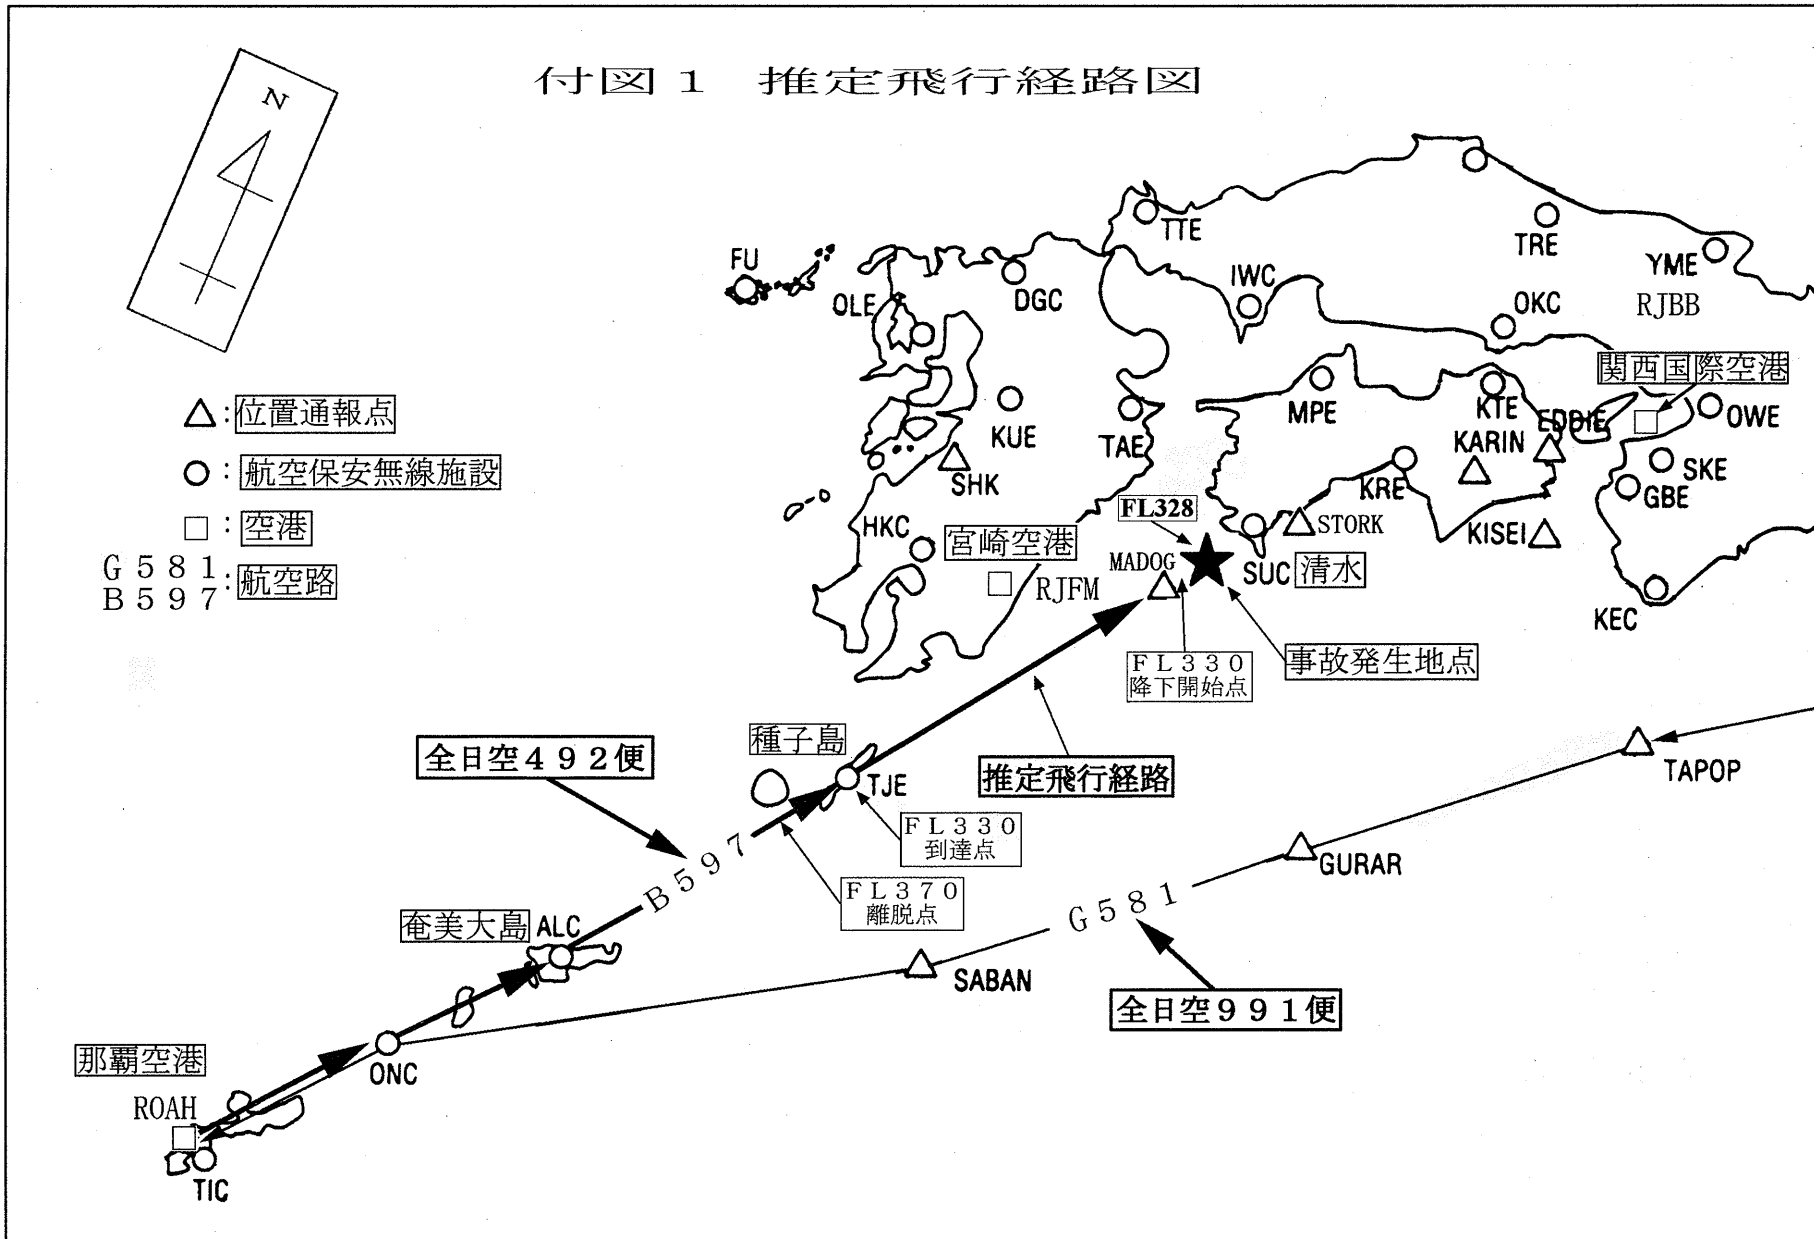 付図１　推定飛行経路図
N
△：位置通報点
○：航空保安無線施設
□：空港
G581
B597
：航空路
FU
OLE
DGC
TTE
IWC
TRE
YME
RJBB
OKC
関西国際空港
KUE
TAE
MPE
KTE
EDDIE
OWE
KARIN
SHK
SKE
GBE
KRE
FL328
STORK
KISEI
HKC
宮崎空港
RJFM
MADOG
SUC
清水
KEC
FL330
降下開始点
事故発生地点
全日空４９２便
種子島
TJE
推定飛行経路
TAPOP
FL330
到達点
B597
FL370
離脱点
GURAR
G581
奄美大島
ALC
SABAN
全日空９９１便
那覇空港
ONC
ROAH
TIC